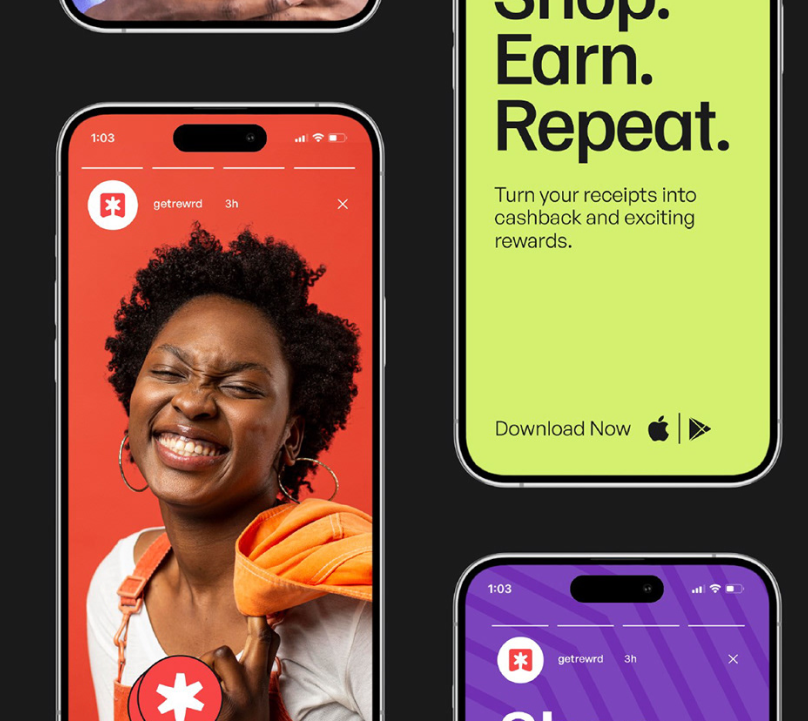 Shop.
Earn.
Repeat.
Turn your receipts into
cashback and exciting
rewards.
Download Now
1:03
getrewrd 3h
1:03
getrewrd 3h